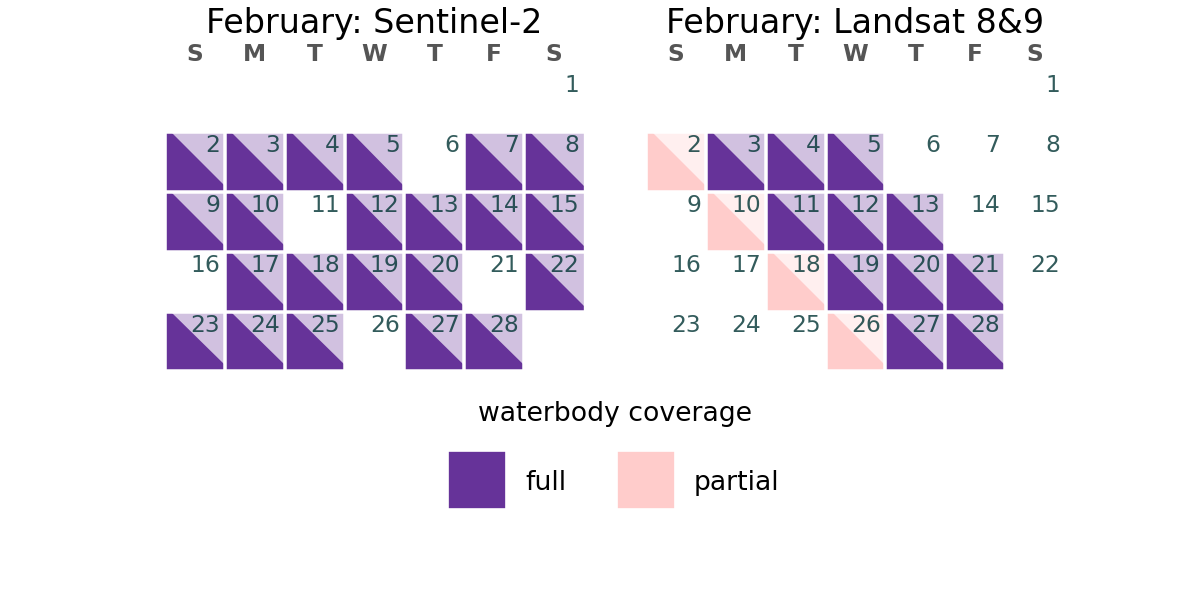 February: Sentinel-2
S M T W T F S
1
2 3 4 5 6 7 8
9 10 11 12 13 14 15
16 17 18 19 20 21 22
23 24 25 26 27 28
February: Landsat 8&9
S M T W T F S
1
2 3 4 5 6 7 8
9 10 11 12 13 14 15
16 17 18 19 20 21 22
23 24 25 26 27 28
waterbody coverage
full
partial